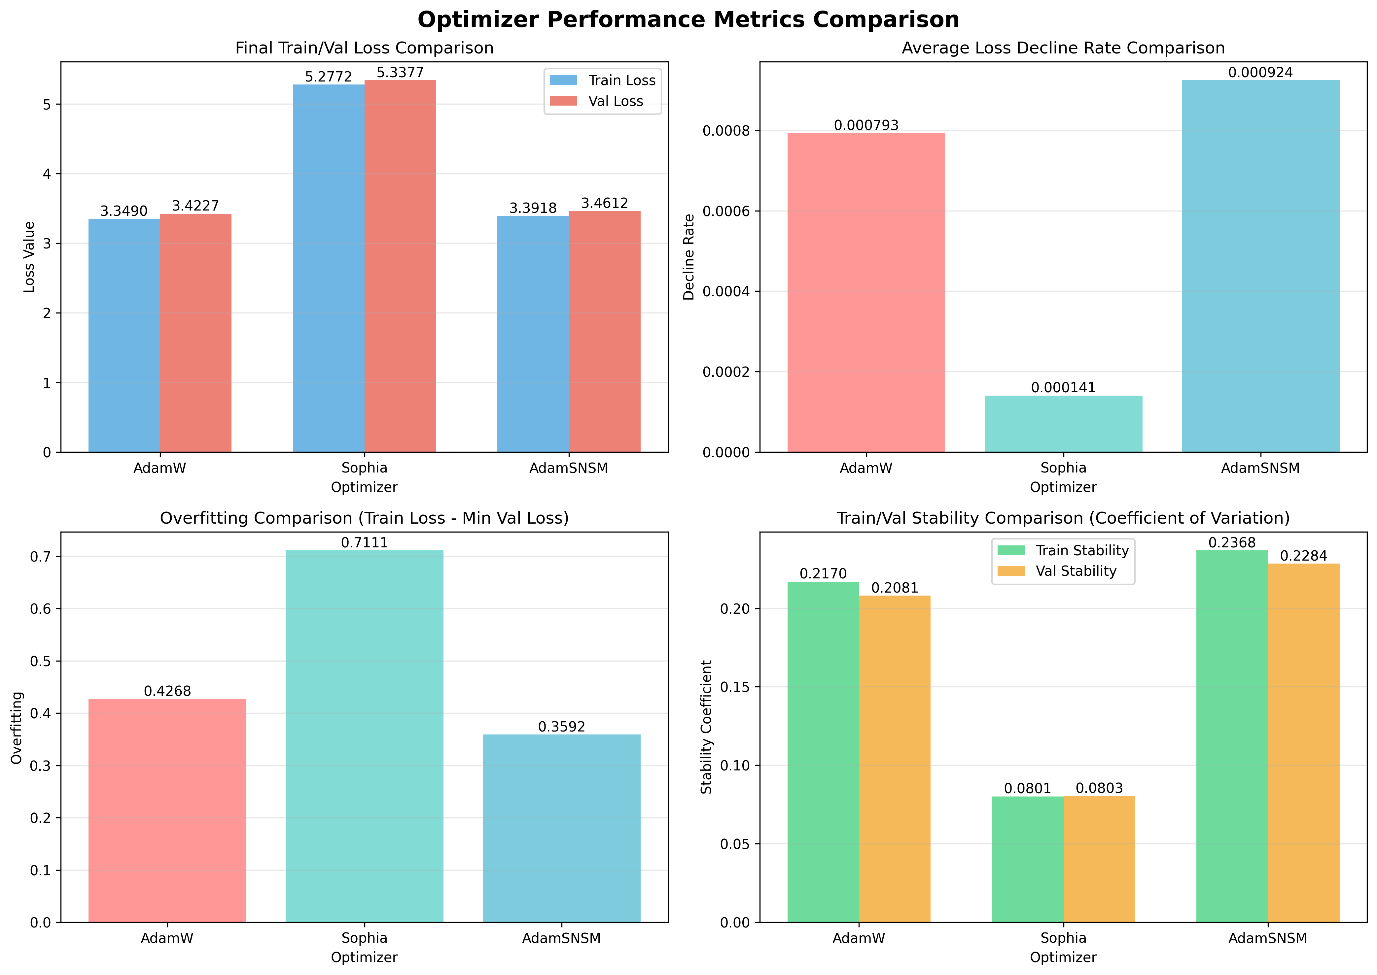 Optimizer Performance Metrics Comparison
Final Train/Val Loss Comparison
Train Loss
Val Loss
5.2772
5.3377
3.3490
3.4227
3.3918
3.4612
Loss Value
5
4
3
2
1
0
AdamW
Sophia
AdamSNSM
Optimizer
Average Loss Decline Rate Comparison
0.000793
0.000141
0.000924
Decline Rate
0.0008
0.0006
0.0004
0.0002
0.0000
AdamW
Sophia
AdamSNSM
Optimizer
Overfitting Comparison (Train Loss - Min Val Loss)
0.4268
0.7111
0.3592
Overfitting
0.7
0.6
0.5
0.4
0.3
0.2
0.1
0.0
AdamW
Sophia
AdamSNSM
Optimizer
Train/Val Stability Comparison (Coefficient of Variation)
Train Stability
Val Stability
0.2170
0.2081
0.0801
0.0803
0.2368
0.2284
Stability Coefficient
0.20
0.15
0.10
0.05
0.00
AdamW
Sophia
AdamSNSM
Optimizer